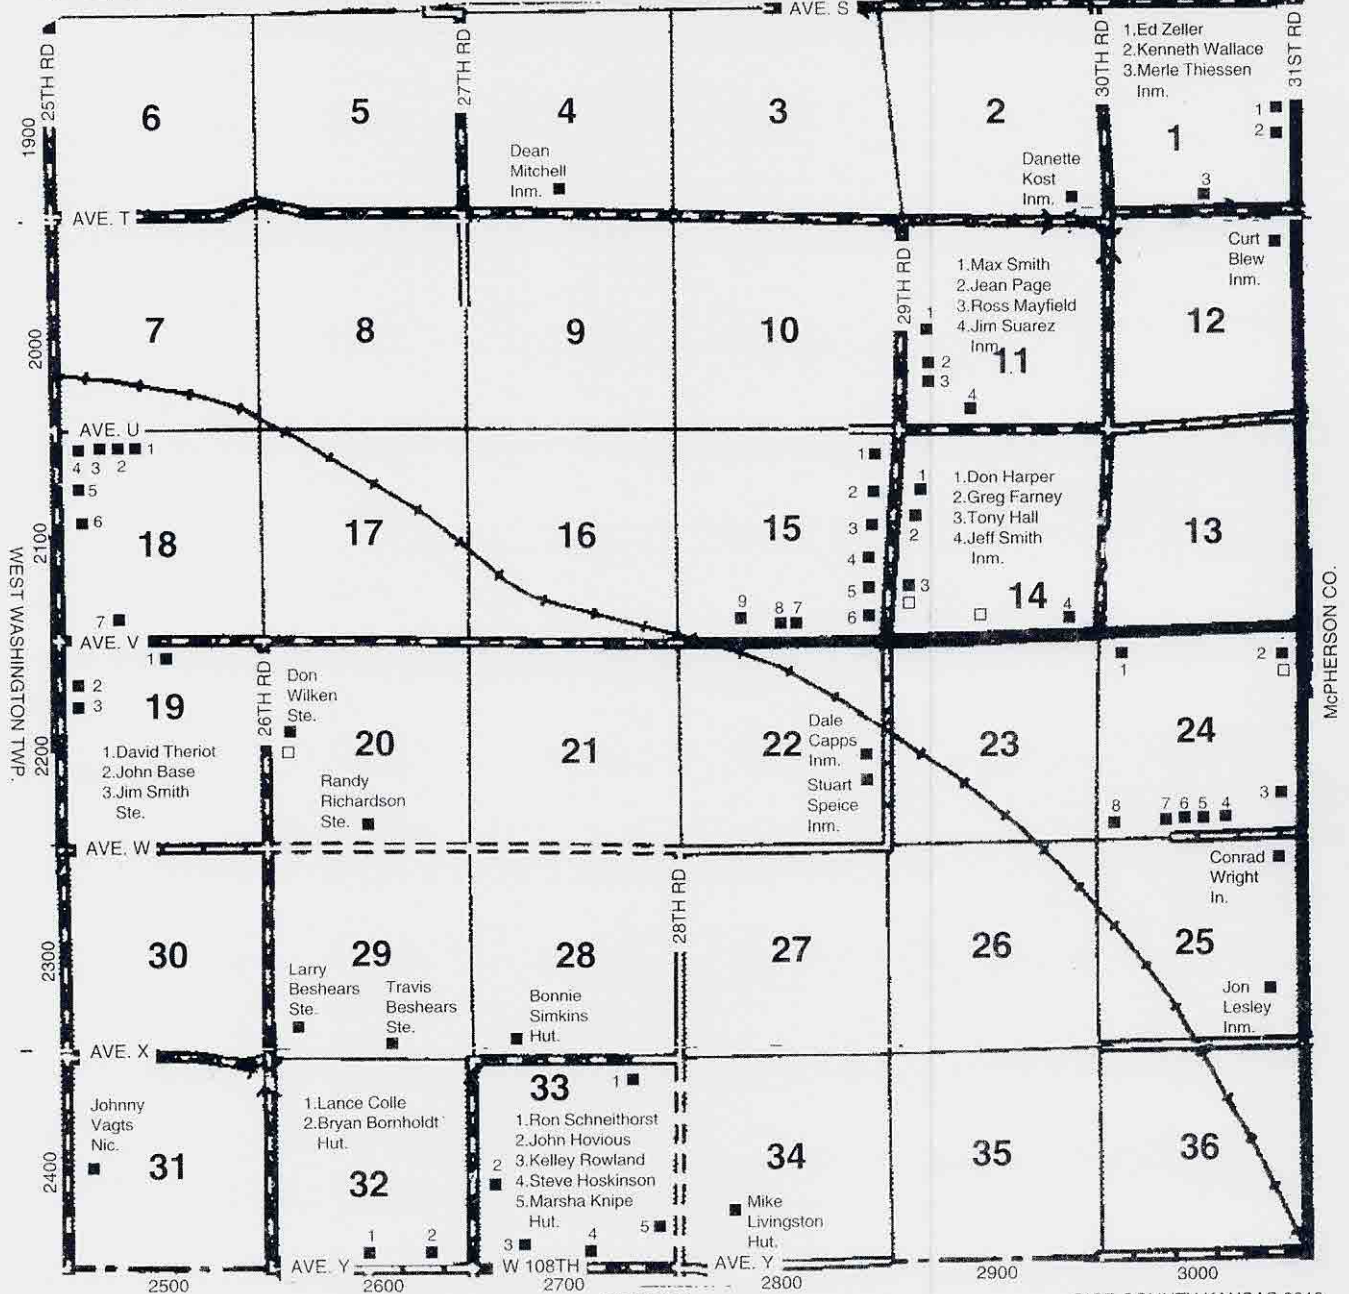 AVE. S
25TH RD
27TH RD
30TH RD
31ST RD
1.Ed Zeller
2.Kenneth Wallace
3.Merle Thiessen
Inm.
1900
6
5
4
3
2
1
1
2
3
Dean
Mitchell
Inm.
Danette
Kost
Inm.
AVE. T
Curt
Blew
Inm.
29TH RD
1.Max Smith
2.Jean Page
3.Ross Mayfield
4.Jim Suarez
Inm.
1
2
3
4
2000
7
8
9
10
11
12
AVE. U
1
4 3 2
5
6
7
1
2
3
4
5
6
9 8 7
1
2
3
4
1.Don Harper
2.Greg Farney
3.Tony Hall
4.Jeff Smith
Inm.
2100
18
17
16
15
14
13
WEST WASHINGTON TWP.
McPHERSON CO.
AVE. V
1
2
3
26TH RD
Don
Wilken
Ste.
19
20
21
22
23
24
1.David Theriot
2.John Base
3.Jim Smith
Ste.
2200
Randy
Richardson
Ste.
Dale
Capps
Inm.
Stuart
Speice
Inm.
1
2
3
8 7 6 5 4
AVE. W
28TH RD
Conrad
Wright
In.
2300
30
29
28
27
26
25
Larry
Beshears
Ste.
Travis
Beshears
Ste.
Bonnie
Simkins
Hut.
Jon
Lesley
Inm.
AVE. X
Johnny
Vagts
Nic.
1.Lance Colle
2.Bryan Bornholdt
Hut.
33
1
1.Ron Schneithorst
2.John Hovious
3.Kelley Rowland
4.Steve Hoskinson
5.Marsha Knipe
Hut.
2
3
4
5
2400
31
32
34
35
36
1
2
Mike
Livingston
Hut.
AVE. Y
W 108TH
AVE. Y
2500
2600
2700
2800
2900
3000